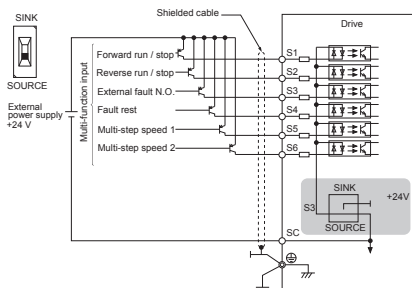 SINK
SOURCE
External
power supply
+24 V
Multi-function input
Shielded cable
Drive
Forward run / stop
Reverse run / stop
External fault N.O.
Fault rest
Multi-step speed 1
Multi-step speed 2
S1
S2
S3
S4
S5
S6
SINK
+24V
S3
SOURCE
SC